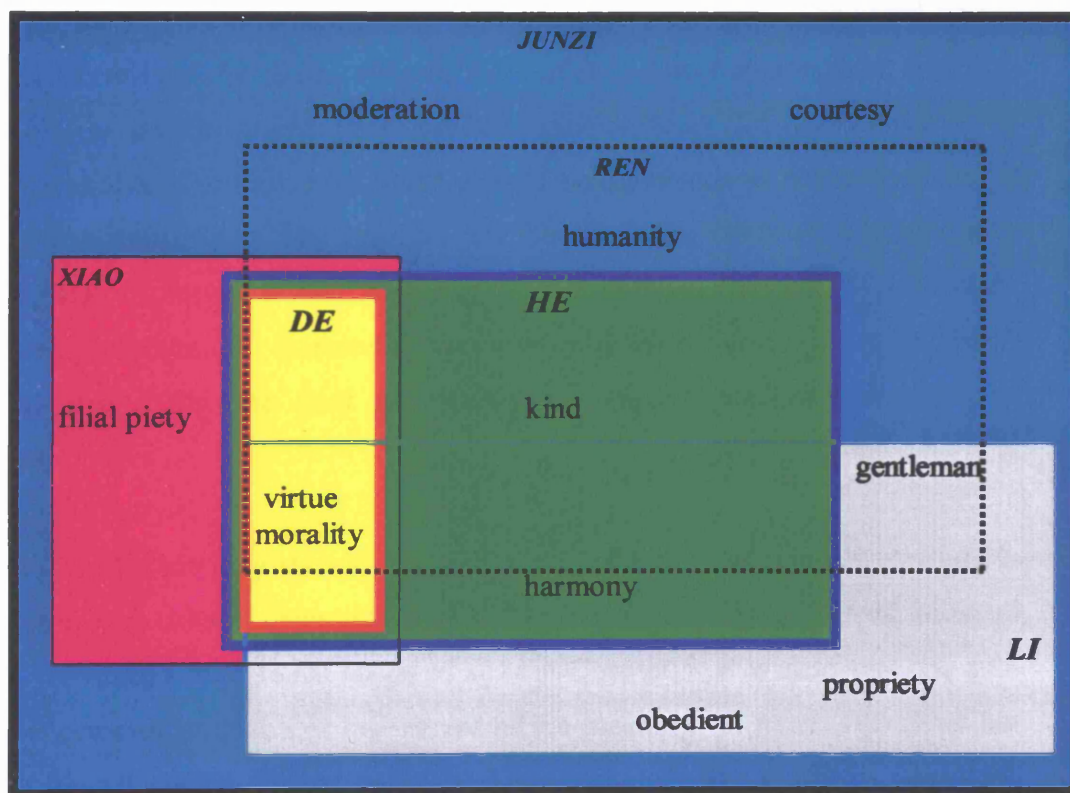 JUNZI
moderation courtesy
REN
humanity
XIAO
DE
HE
filial piety
kind
gentleman
virtue
morality
harmony
LI
propriety
obedient